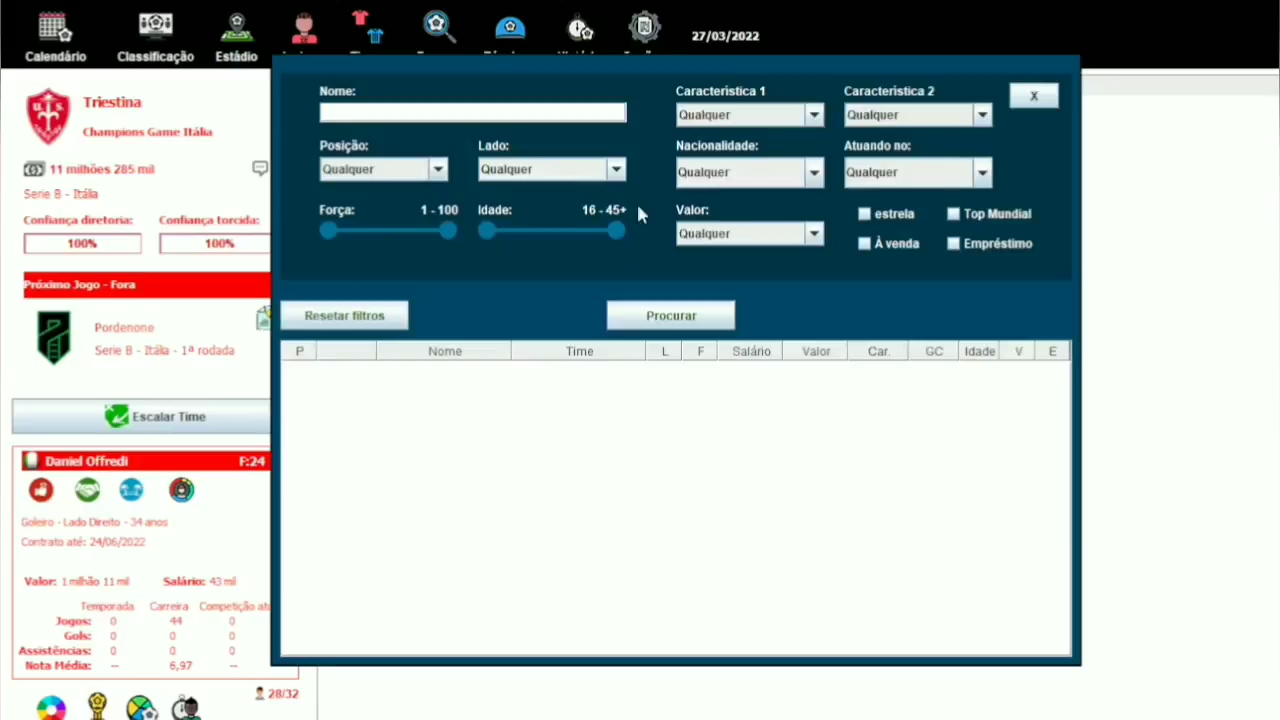 Calendário
Classificação
Estádio
27/03/2022
Triestina
Champions Game Itália
11 milhões 285 mil
Serie B - Itália
Confiança diretoria:
Confiança torcida:
100%
100%
Próximo Jogo - Fora
Pordenone
Serie B - Itália - 1ª rodada
Escalar Time
Daniel Offredi
F:24
Goleiro - Lado Direito - 34 anos
Contrato até: 24/06/2022
Valor: 1 milhão 11 mil
Salário: 43 mil
Temporada Carreira Competição
Jogos: 0 44 0
Gols: 0 0 0
Assistências: 0 0 0
Nota Média: -- 6,97 --
28/32
Nome:
Característica 1
Característica 2
X
Qualquer
Qualquer
Posição:
Lado:
Nacionalidade:
Atuando no:
Qualquer
Qualquer
Qualquer
Qualquer
Força: 1 - 100
Idade: 16 - 45+
Valor:
Qualquer
estrela
Top Mundial
À venda
Empréstimo
Resetar filtros
Procurar
P Nome Time L F Salário Valor Car. GC Idade V E